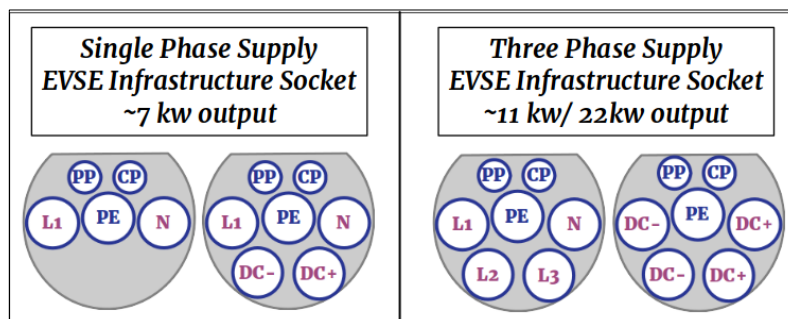 Single Phase Supply
EVSE Infrastructure Socket
~7 kw output
PP CP
L1 PE N
PP CP
L1 PE N
DC- DC+
Three Phase Supply
EVSE Infrastructure Socket
~11 kw/ 22kw output
PP CP
L1 PE N
L2 L3
PP CP
DC- PE DC+
DC- DC+